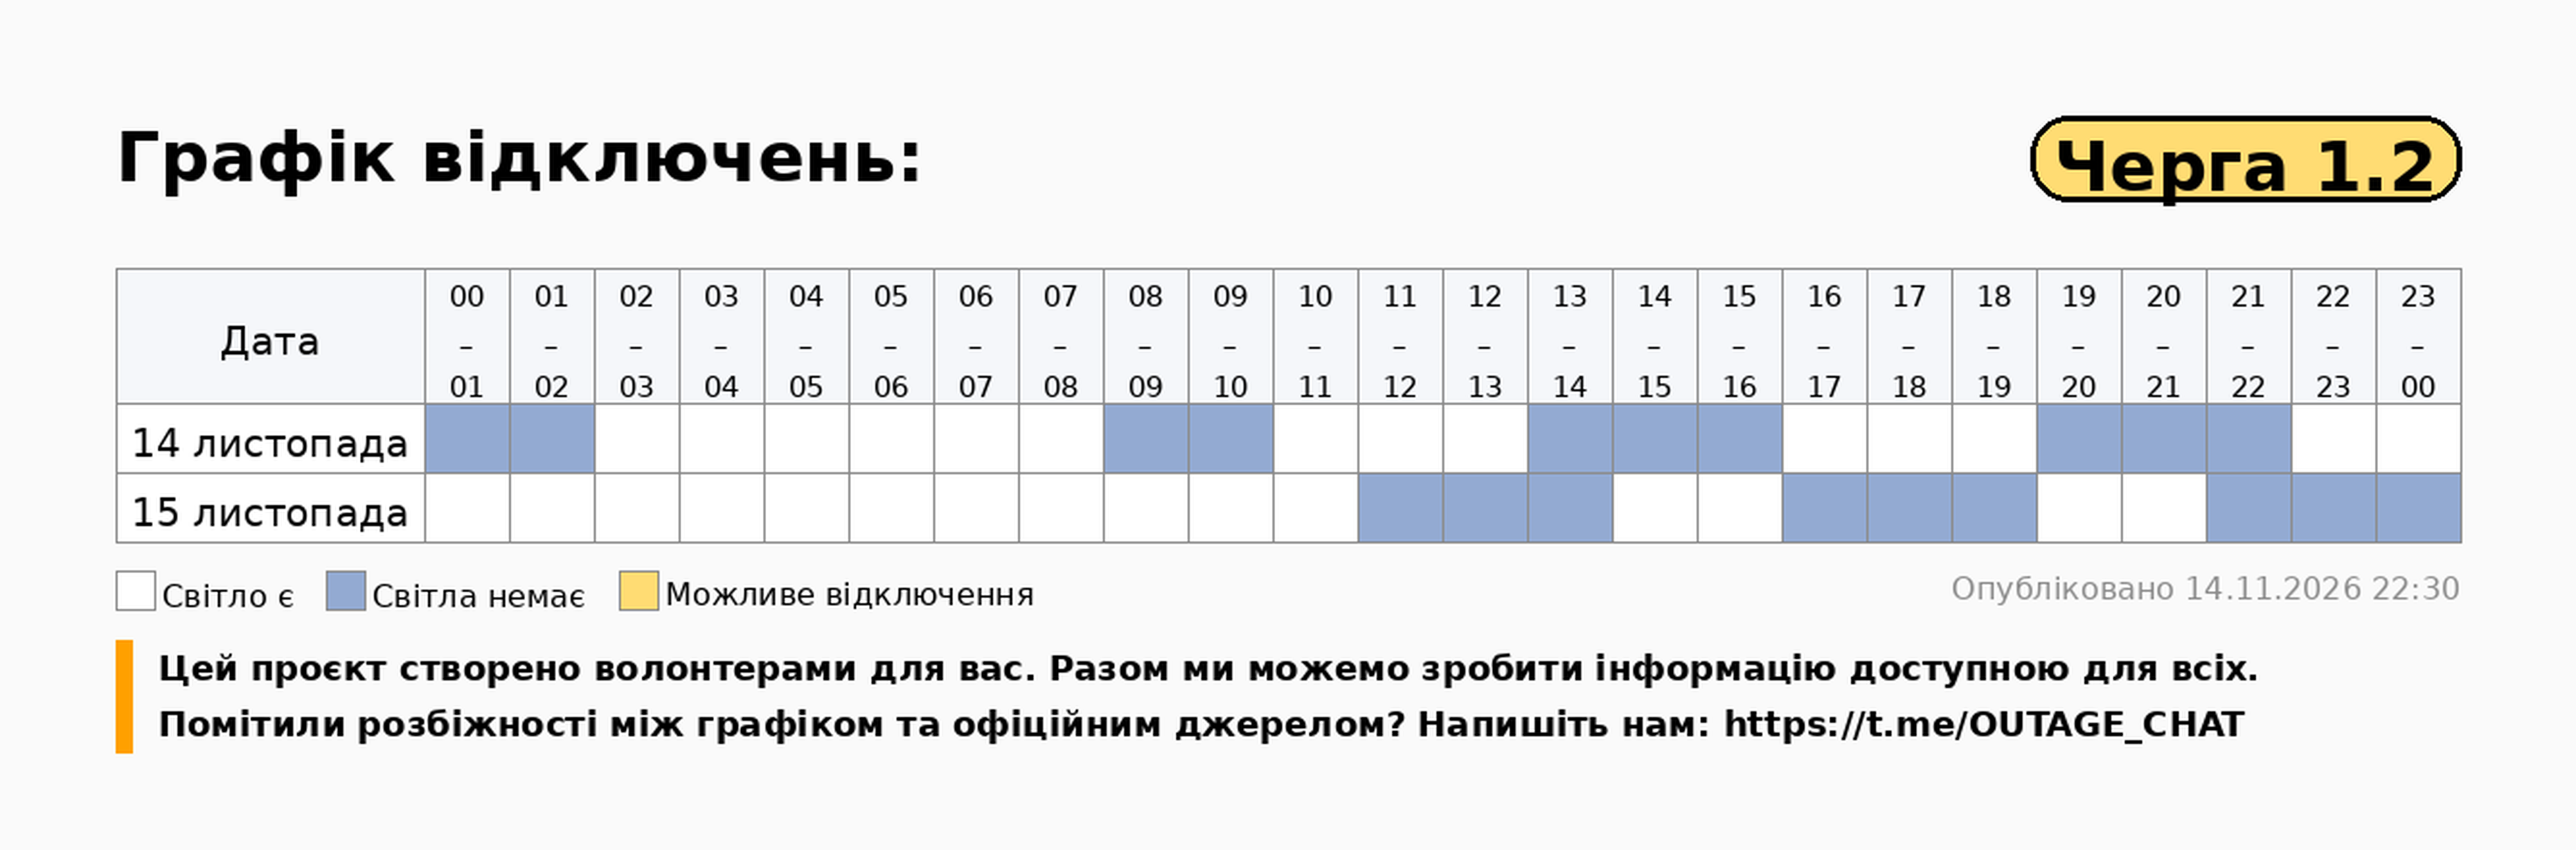 Графік відключень:
Черга 1.2
Дата
00 – 01
01 – 02
02 – 03
03 – 04
04 – 05
05 – 06
06 – 07
07 – 08
08 – 09
09 – 10
10 – 11
11 – 12
12 – 13
13 – 14
14 – 15
15 – 16
16 – 17
17 – 18
18 – 19
19 – 20
20 – 21
21 – 22
22 – 23
23 – 00
14 листопада
15 листопада
Світло є
Світла немає
Можливе відключення
Опубліковано 14.11.2026 22:30
Цей проєкт створено волонтерами для вас. Разом ми можемо зробити інформацію доступною для всіх.
Помітили розбіжності між графіком та офіційним джерелом? Напишіть нам: https://t.me/OUTAGE_CHAT